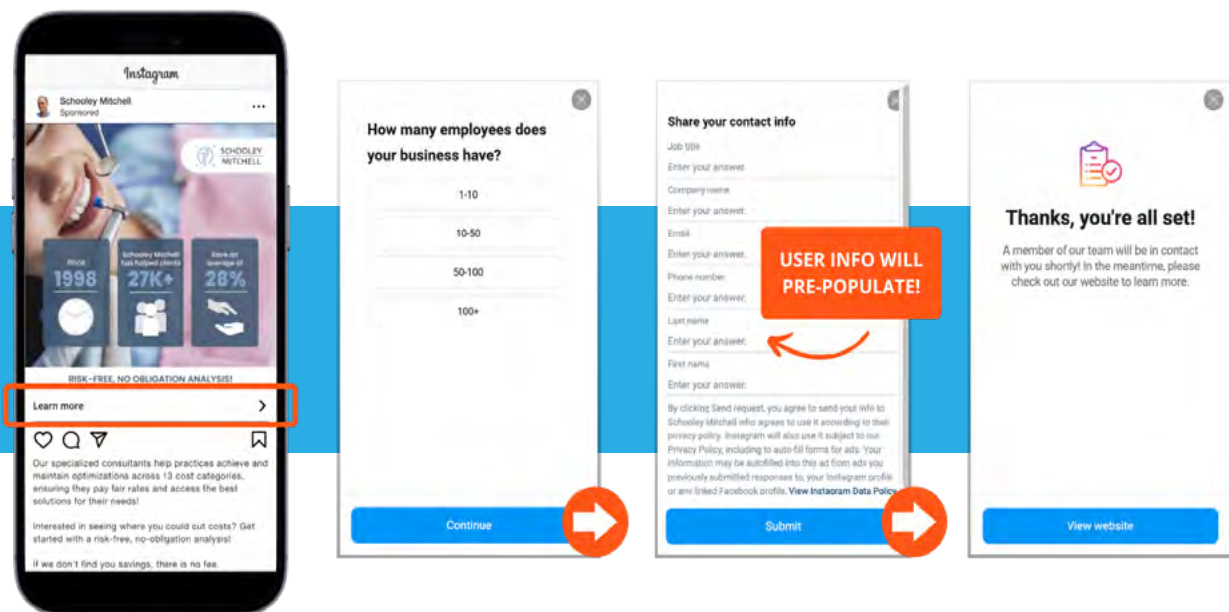 Instagram
Schooley Mitchell
Sponsored
SCHOOLEY
MITCHELL
Since
1998
Schooley Mitchell
has helped clients
27K+
Save an
average of
28%
RISK-FREE, NO OBLIGATION ANALYSIS!
Learn more
Our specialized consultants help practices achieve and
maintain optimizations across 13 cost categories,
ensuring they pay fair rates and access the best
solutions for their needs!
Interested in seeing where you could cut costs? Get
started with a risk-free, no-obligation analysis!
If we don't find you savings, there is no fee.
How many employees does
your business have?
1-10
10-50
50-100
100+
Continue
Share your contact info
Job title
Enter your answer.
Company name
Enter your answer.
Email
Enter your answer.
Phone number
Enter your answer.
Last name
Enter your answer.
First name
Enter your answer.
USER INFO WILL
PRE-POPULATE!
By clicking Send request, you agree to send your info to
Schooley Mitchell who agrees to use it according to their
privacy policy. Instagram will also use it subject to our
Privacy Policy, including to auto-fill forms for ads. Your
information may be autofilled into this ad from ads you
previously submitted responses to, your Instagram profile
or any linked Facebook profile. View Instagram Data Policy
Submit
Thanks, you're all set!
A member of our team will be in contact
with you shortly! In the meantime, please
check out our website to learn more.
View website